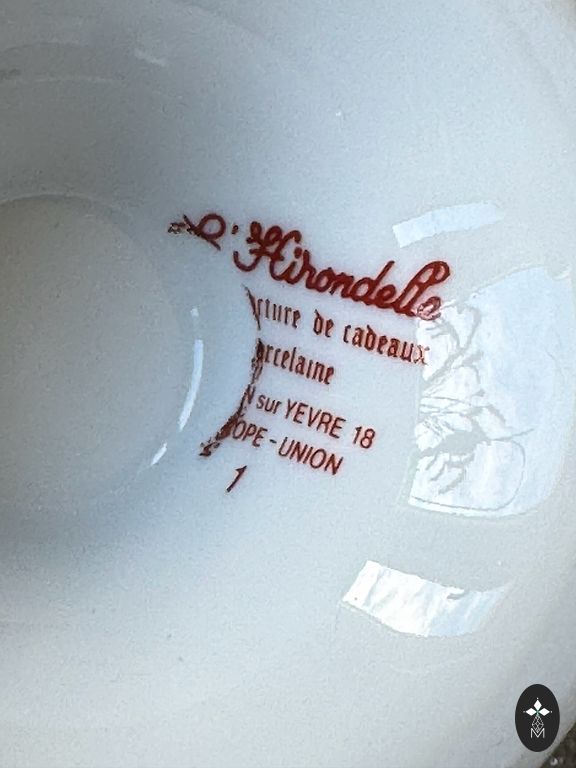 L'Hirondelle
cture de cadeaux
rcelaine
sur YEVRE 18
OPE - UNION
1
M